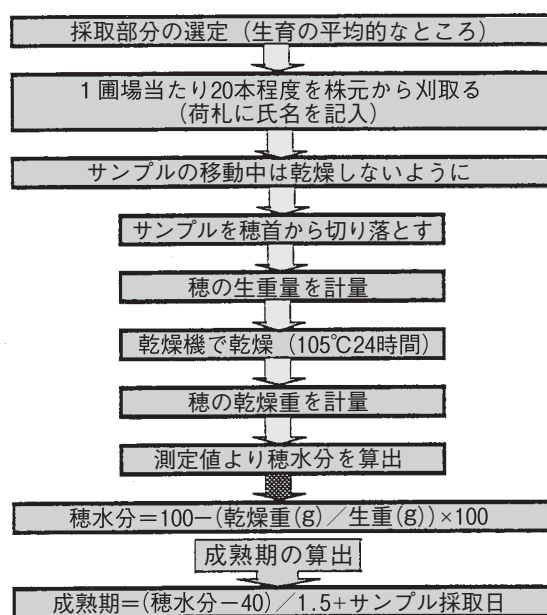 採取部分の選定（生育の平均的なところ）
1圃場当たり20本程度を株元から刈取る
（荷札に氏名を記入）
サンプルの移動中は乾燥しないように
サンプルを穂首から切り落とす
穂の生重量を計量
乾燥機で乾燥（105℃24時間）
穂の乾燥重を計量
測定値より穂水分を算出
穂水分＝100−（乾燥重(g)／生重(g)）×100
成熟期の算出
成熟期＝(穂水分−40)／1.5+サンプル採取日